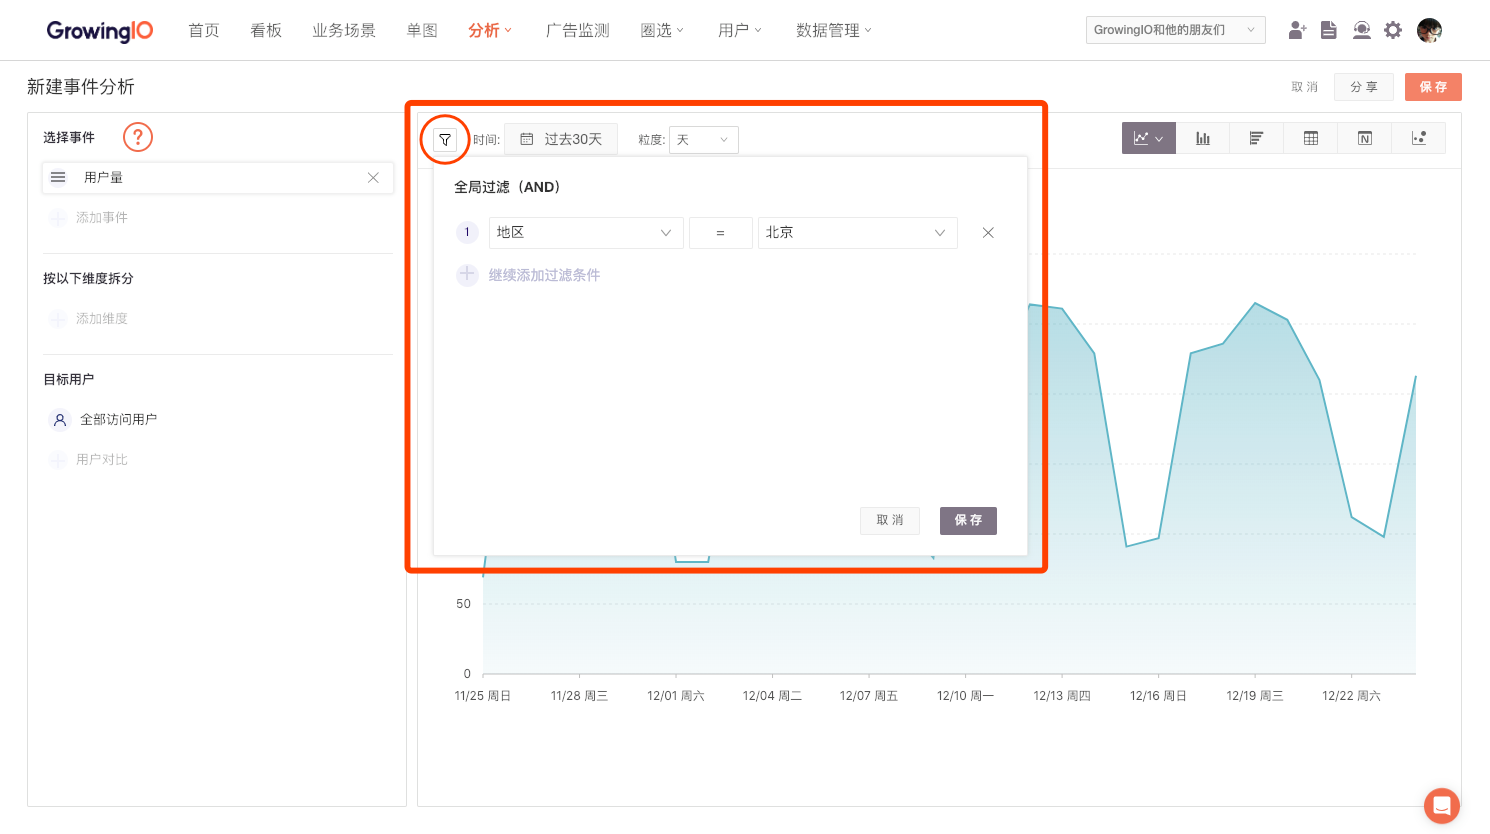 GrowingIO 首页 看板 业务场景 单图 分析 广告监测 圈选 用户 数据管理 GrowingIO和他的朋友们
新建事件分析 取消 分享 保存
选择事件 ?
用户量
添加事件
按以下维度拆分
添加维度
目标用户
全部访问用户
用户对比
时间: 过去30天 粒度: 天
N
全局过滤（AND）
1 地区 = 北京
继续添加过滤条件
取消 保存
50
0
11/25 周日 11/28 周三 12/01 周六 12/04 周二 12/07 周五 12/10 周一 12/13 周四 12/16 周日 12/19 周三 12/22 周六